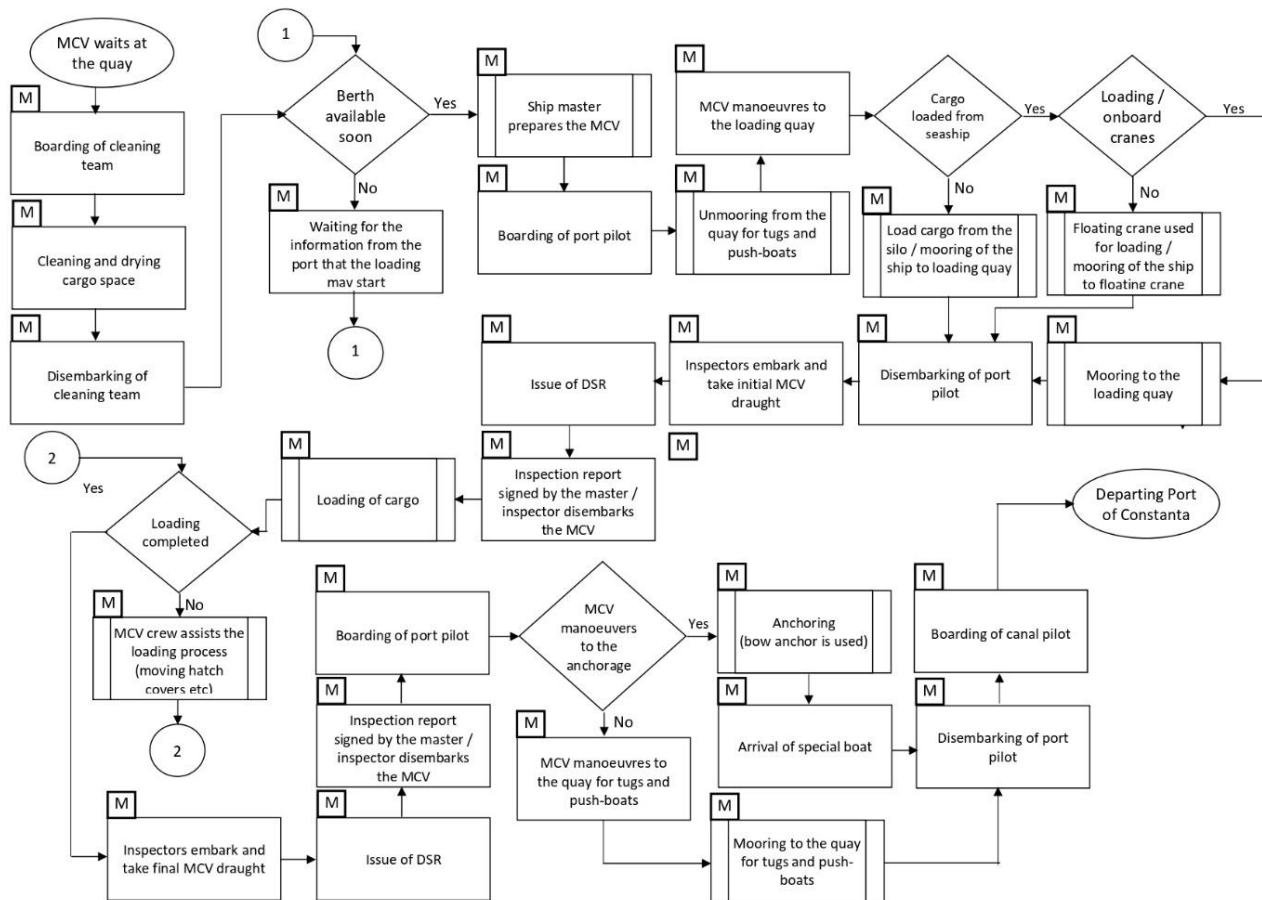 MCV waits at
the quay
M
Boarding of cleaning
team
M
Cleaning and drying
cargo space
M
Disembarking of
cleaning team
1
Berth
available
soon
Yes
No
M
Waiting for the
information from the
port that the loading
may start
1
M
Ship master
prepares the MCV
M
Boarding of port pilot
M
Unmooring from the
quay for tugs and
push-boats
M
MCV manoeuvres to
the loading quay
Cargo
loaded from
seaship
Yes
No
Loading /
onboard
cranes
Yes
No
M
Load cargo from the
silo / mooring of the
ship to loading quay
M
Floating crane used
for loading /
mooring of the ship
to floating crane
M
Mooring to the
loading quay
M
Disembarking of port
pilot
M
Inspectors embark and
take initial MCV
draught
M
Issue of DSR
M
M
Inspection report
signed by the master /
inspector disembarks
the MCV
M
Loading of cargo
2
Yes
Loading
completed
No
M
MCV crew assists the
loading process
(moving hatch
covers etc)
2
M
Inspectors embark and
take final MCV draught
M
Issue of DSR
M
Inspection report
signed by the master /
inspector disembarks
the MCV
M
Boarding of port pilot
MCV
manoeuvers
to the
anchorage
Yes
No
M
Anchoring
(bow anchor is used)
M
Arrival of special boat
M
MCV manoeuvres to
the quay for tugs and
push-boats
M
Mooring to the quay
for tugs and push-
boats
M
Disembarking of port
pilot
M
Boarding of canal pilot
Departing Port
of Constanta